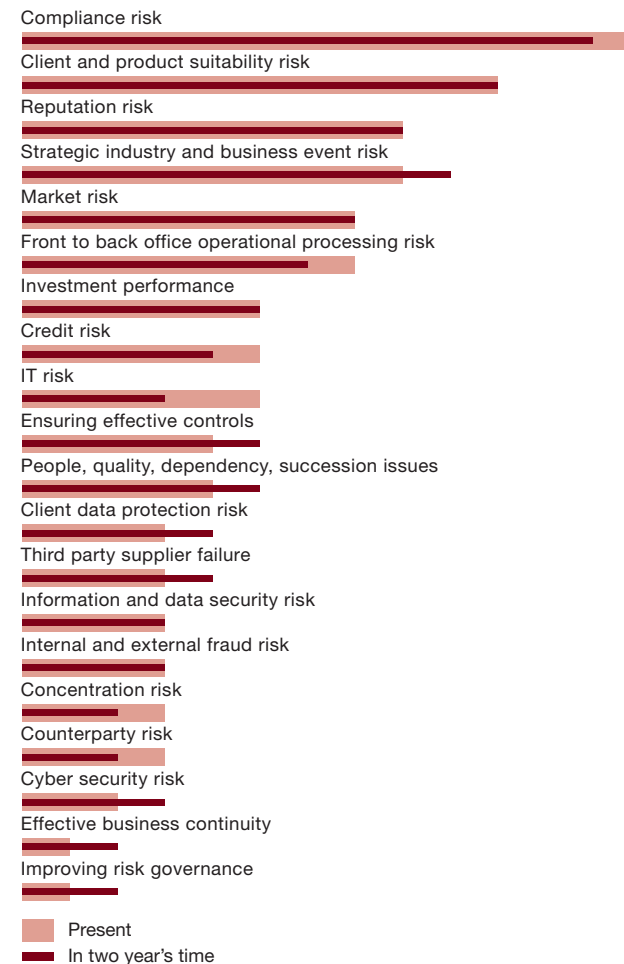 Compliance risk
Client and product suitability risk
Reputation risk
Strategic industry and business event risk
Market risk
Front to back office operational processing risk
Investment performance
Credit risk
IT risk
Ensuring effective controls
People, quality, dependency, succession issues
Client data protection risk
Third party supplier failure
Information and data security risk
Internal and external fraud risk
Concentration risk
Counterparty risk
Cyber security risk
Effective business continuity
Improving risk governance
Present
In two year's time